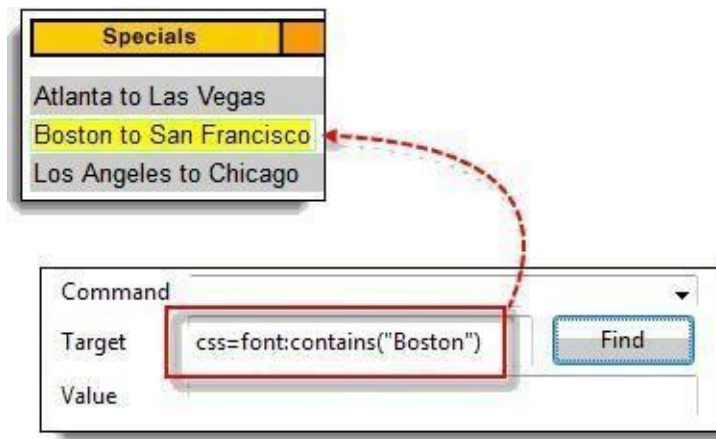 Specials
Atlanta to Las Vegas
Boston to San Francisco
Los Angeles to Chicago
Command
Target css=font:contains("Boston") Find
Value